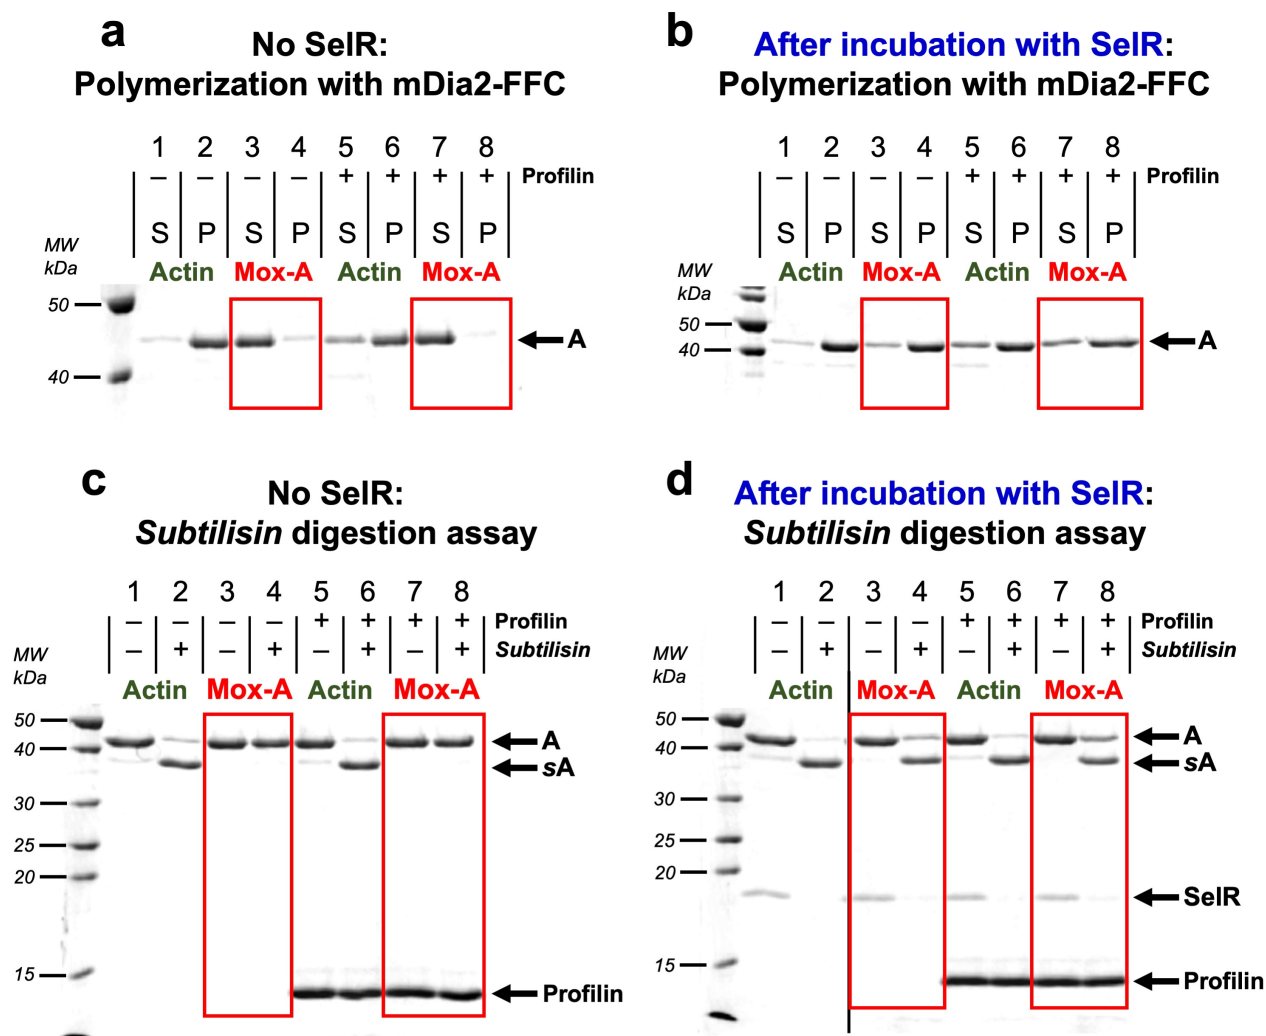 a
No SelR:
Polymerization with mDia2-FFC
1 2 3 4 5 6 7 8
– – – – + + + + Profilin
S P S P S P S P
MW
kDa
Actin Mox-A Actin Mox-A
50
A
40
b
After incubation with SelR:
Polymerization with mDia2-FFC
1 2 3 4 5 6 7 8
– – – – + + + + Profilin
S P S P S P S P
Actin Mox-A Actin Mox-A
MW
kDa
50
40
A
c
No SelR:
Subtilisin digestion assay
1 2 3 4 5 6 7 8
– – – – + + + + Profilin
– + – + – + – + Subtilisin
MW
kDa
Actin Mox-A Actin Mox-A
50
A
40
sA
30
25
20
15
Profilin
d
After incubation with SelR:
Subtilisin digestion assay
1 2 3 4 5 6 7 8
– – – – + + + + Profilin
– + – + – + – + Subtilisin
MW
kDa
Actin Mox-A Actin Mox-A
50
A
40
sA
30
25
20
SelR
15
Profilin